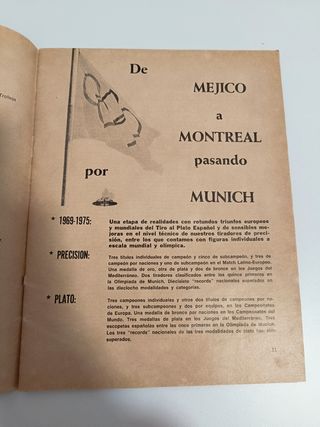 Trofeos
De
MEJICO
a
MONTREAL
pasando
por
MUNICH
* 1969-1975:
Una etapa de realidades con rotundos triunfos europeos
y mundiales del Tiro al Plato Español y de sensibles me-
joras en el nivel técnico de nuestros tiradores de preci-
sión, entre los que contamos con figuras individuales a
escala mundial y olímpica.
* PRECISION:
Tres títulos individuales de campeón y cinco de subcampeón, y tres de
campeón por naciones y uno de subcampeón en el Match Latino-Europeo.
Una medalla de oro, otra de plata y dos de bronce en los Juegos del
Mediterráneo. Dos tiradores clasificados entre los quince primeros en
la Olimpiada de Munich, Diecisiete "records" nacionales superados en
las dieciocho modalidades y categorías.
* PLATO:
Tres campeones individuales y otros dos títulos de campeones por na-
ciones, y tres subcampeones y dos por equipos, en los Campeonatos
de Europa. Una medalla de bronce por naciones en los Campeonatos del
Mundo. Tres medallas de plata en los Juegos del Mediterráneo. Tres
escopetas españolas entre las once primeros en la Olimpiada de Munich.
Los tres "records" nacionales de las tres modalidades de plato han sido
superados.